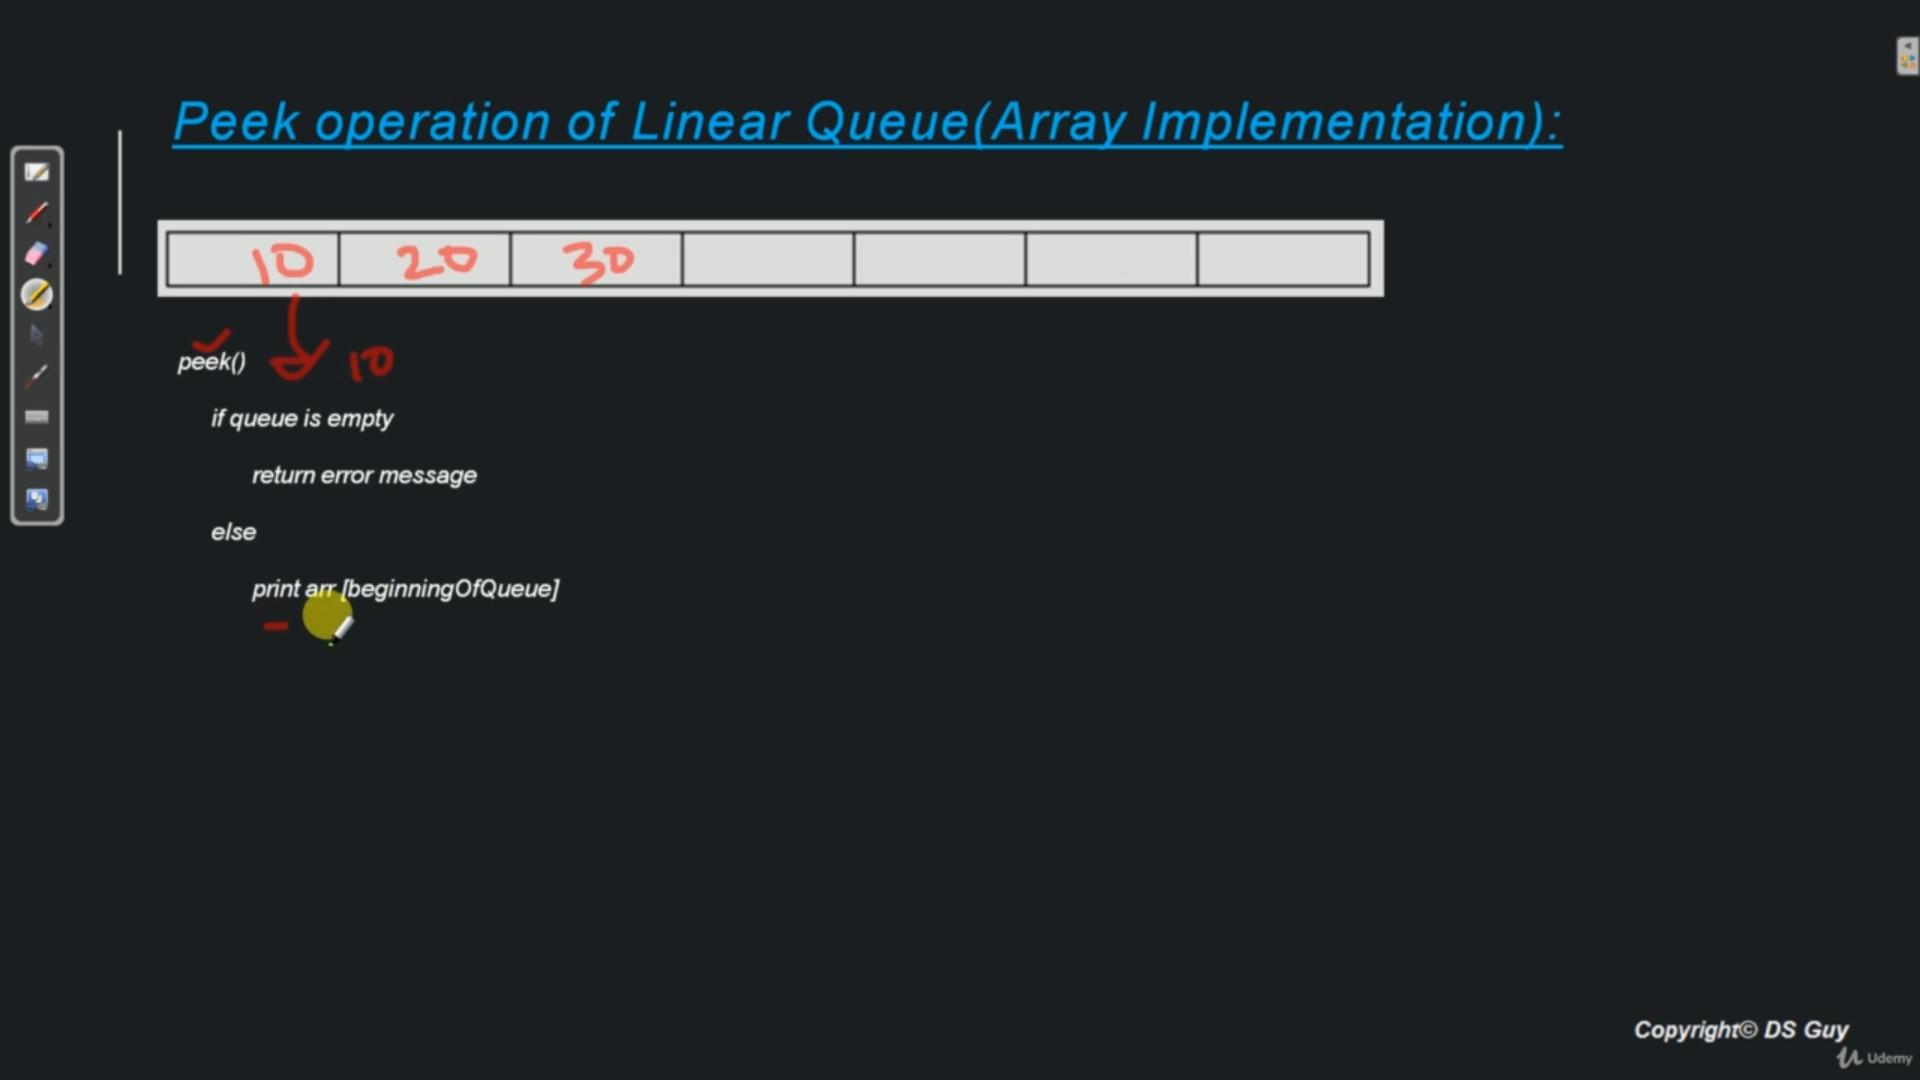 Peek operation of Linear Queue(Array Implementation):
10 20 30
peek() 10
if queue is empty
return error message
else
print arr [beginningOfQueue]
Copyright© DS Guy
Udemy